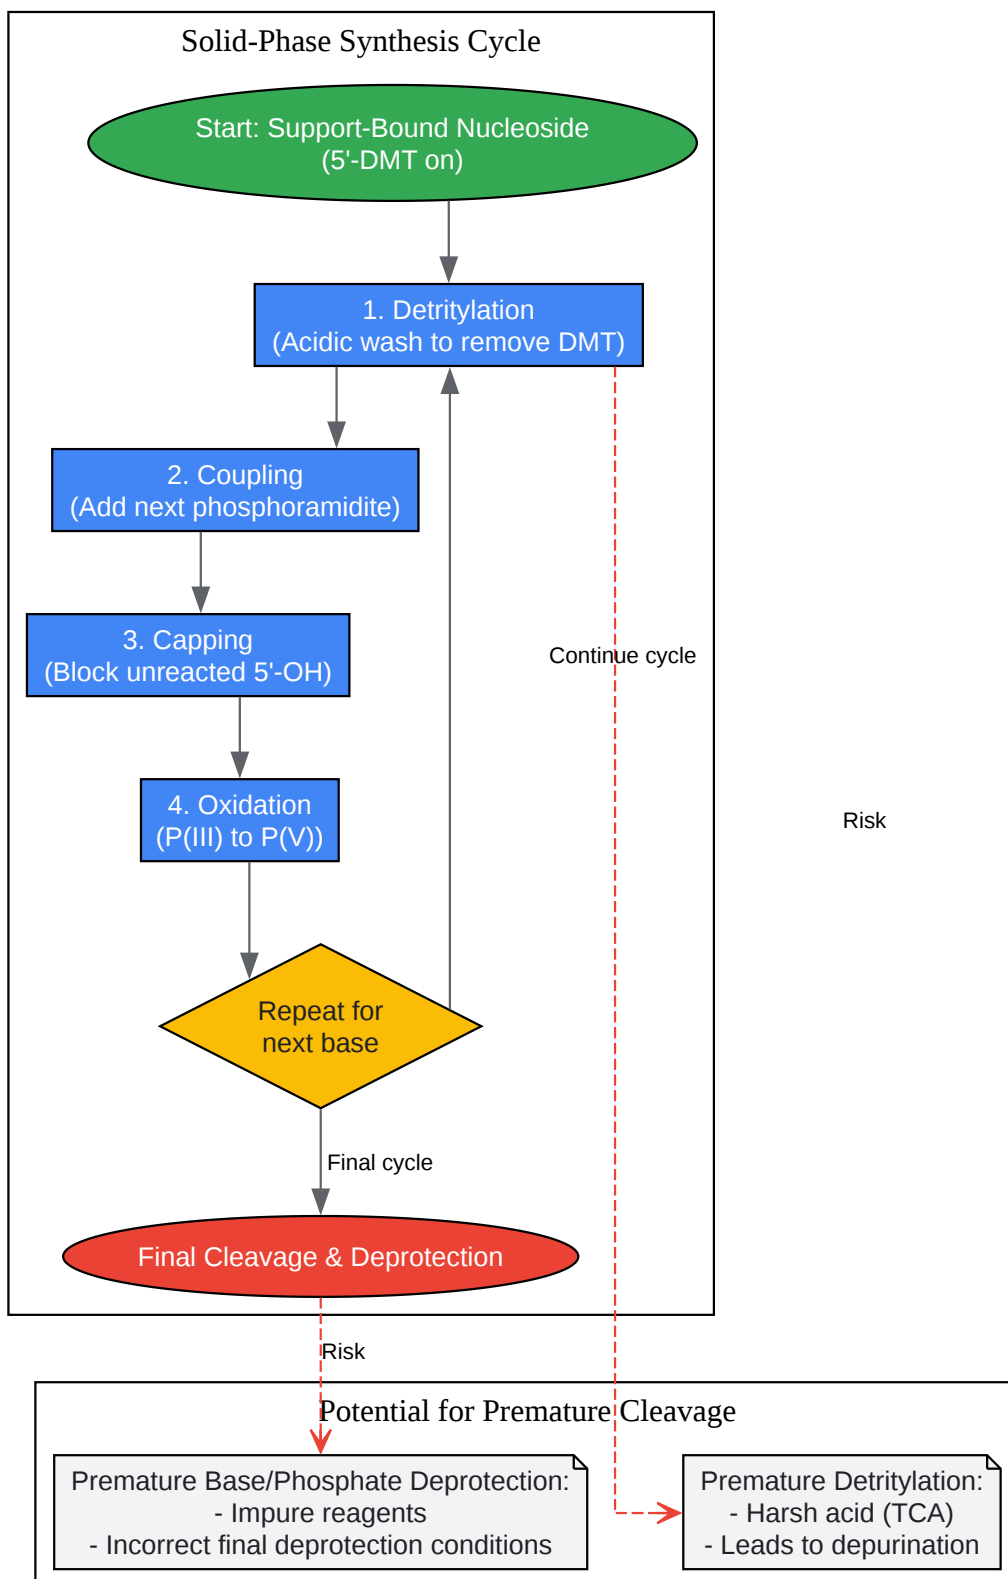 Solid-Phase Synthesis Cycle
Start: Support-Bound Nucleoside
(5'-DMT on)
1. Detritylation
(Acidic wash to remove DMT)
2. Coupling
(Add next phosphoramidite)
3. Capping
(Block unreacted 5'-OH)
Continue cycle
4. Oxidation
(P(III) to P(V))
Risk
Repeat for
next base
Final cycle
Final Cleavage & Deprotection
Risk
Potential for Premature Cleavage
Premature Base/Phosphate Deprotection:
- Impure reagents
- Incorrect final deprotection conditions
Premature Detritylation:
- Harsh acid (TCA)
- Leads to depurination